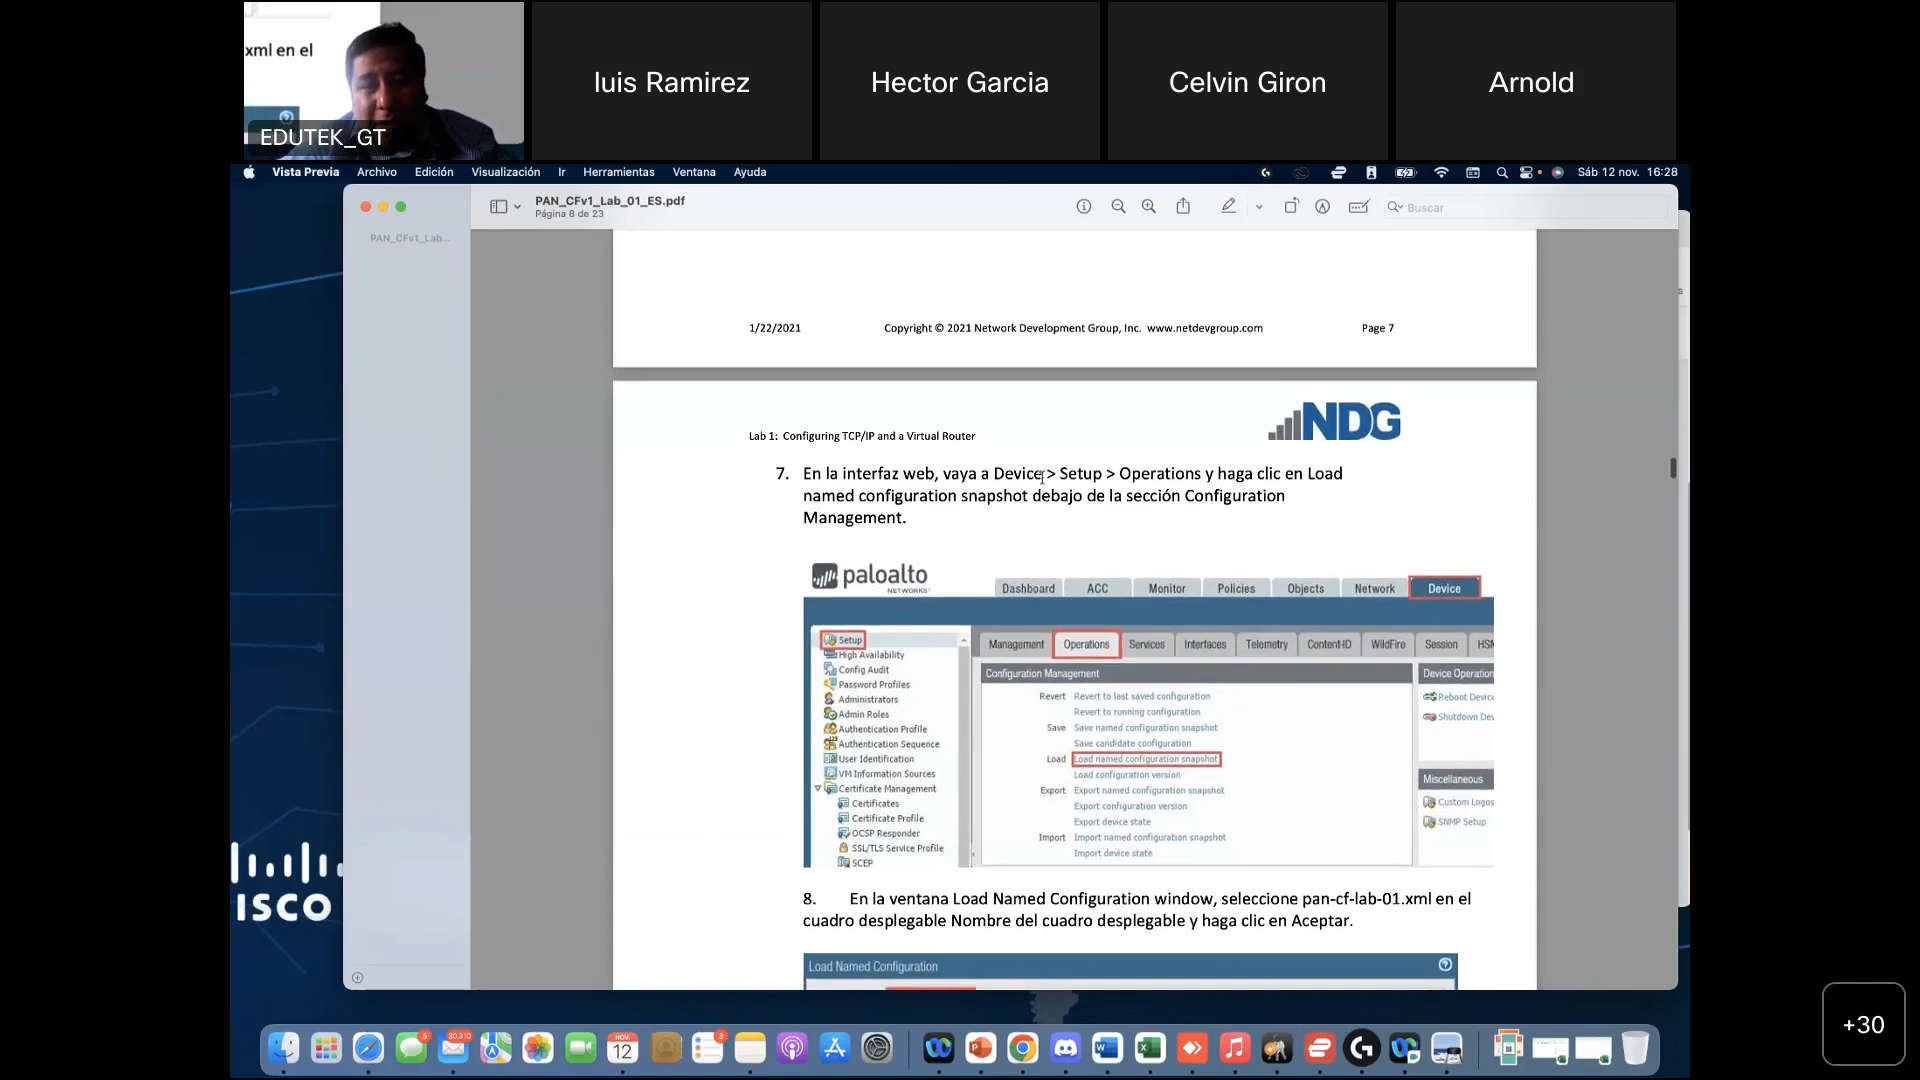 xml en el
EDUTEK_GT
luis Ramirez
Hector Garcia
Celvin Giron
Arnold
Vista Previa Archivo Edición Visualización Ir Herramientas Ventana Ayuda
Sáb 12 nov. 16:28
PAN_CFv1_Lab_01_ES.pdf
Página 8 de 23
Buscar
PAN_CFv1_Lab...
1/22/2021 Copyright © 2021 Network Development Group, Inc. www.netdevgroup.com Page 7
NDG
Lab 1: Configuring TCP/IP and a Virtual Router
7. En la interfaz web, vaya a Device > Setup > Operations y haga clic en Load
named configuration snapshot debajo de la sección Configuration
Management.
paloalto
NETWORKS
Dashboard ACC Monitor Policies Objects Network Device
Setup
High Availability
Config Audit
Password Profiles
Administrators
Admin Roles
Authentication Profile
Authentication Sequence
User Identification
VM Information Sources
Certificate Management
Certificates
Certificate Profile
OCSP Responder
SSL/TLS Service Profile
SCEP
Management Operations Services Interfaces Telemetry Content-ID WildFire Session HSM
Configuration Management
Revert Revert to last saved configuration
Revert to running configuration
Save Save named configuration snapshot
Save candidate configuration
Load Load named configuration snapshot
Load configuration version
Export Export named configuration snapshot
Export configuration version
Export device state
Import Import named configuration snapshot
Import device state
Device Operation
Reboot Device
Shutdown Dev
Miscellaneous
Custom Logos
SNMP Setup
8. En la ventana Load Named Configuration window, seleccione pan-cf-lab-01.xml en el
cuadro desplegable Nombre del cuadro desplegable y haga clic en Aceptar.
Load Named Configuration
ISCO
5
30,310
NOV.
12
3
+30